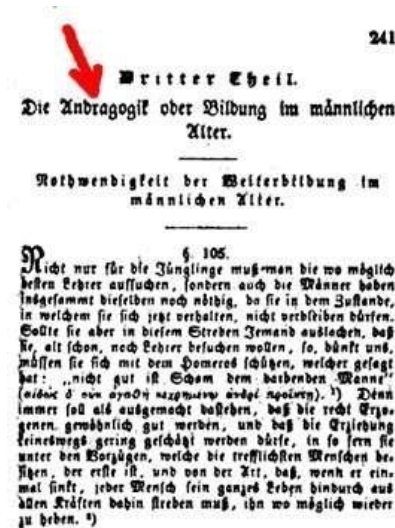 241
Dritter Theil.
Die Andragogik oder Bildung im männlichen
Alter.
Nothwendigkeit der Weiterbildung im
männlichen Alter.
§. 105.
Nicht nur für die Jünglinge muß man die wo möglich
besten Lehrer aufsuchen, sondern auch die Männer haben
insgesammt dieselben noch nöthig, da sie in dem Zustande,
in welchem sie sich jetzt verhalten, nicht verbleiben dürfen.
Sollte sie aber in diesem Streben Jemand auslachen, daß
sie, alt schon, noch Lehrer besuchen wollen, so, dünkt uns,
müssen sie sich mit dem Homeros schützen, welcher gesagt
hat: „nicht gut ist Scham dem darbenden Manne“
(αἰδὼς δ᾽ οὐκ ἀγαθὴ κεχρημένῳ ἀνδρὶ προΐκτῃ). ¹) Denn
immer soll als ausgemacht dastehen, daß die recht Erzo-
genen gewöhnlich gut werden, und daß die Erziehung
keineswegs gering geschätzt werden dürfe, in so fern sie
unter den Vorzügen, welche die trefflichsten Menschen be-
sitzen, der erste ist, und von der Art, daß, wenn er ein-
mal sinkt, jeder Mensch sein ganzes Leben hindurch aus
allen Kräften dahin streben muß, ihn wo möglich wieder
zu heben. ²)